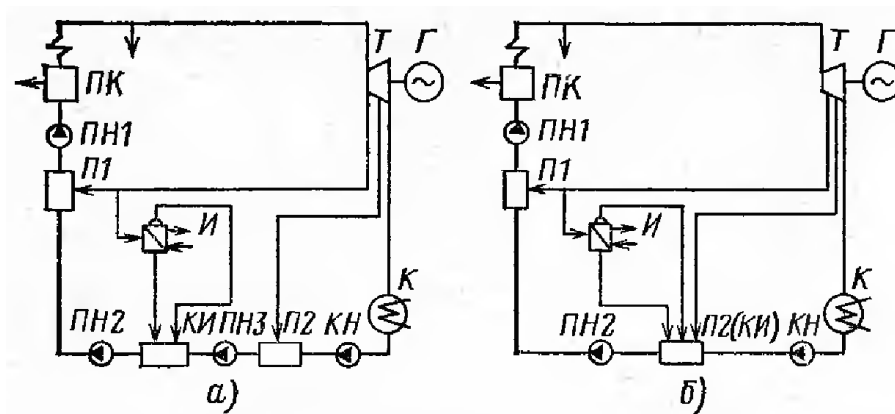 Т Г
ПК
ПН1
П1
И
К
ПН2 КИ ПН3 П2 КН
а)
Т Г
ПК
ПН1
П1
И
К
ПН2 П2(КИ) КН
б)